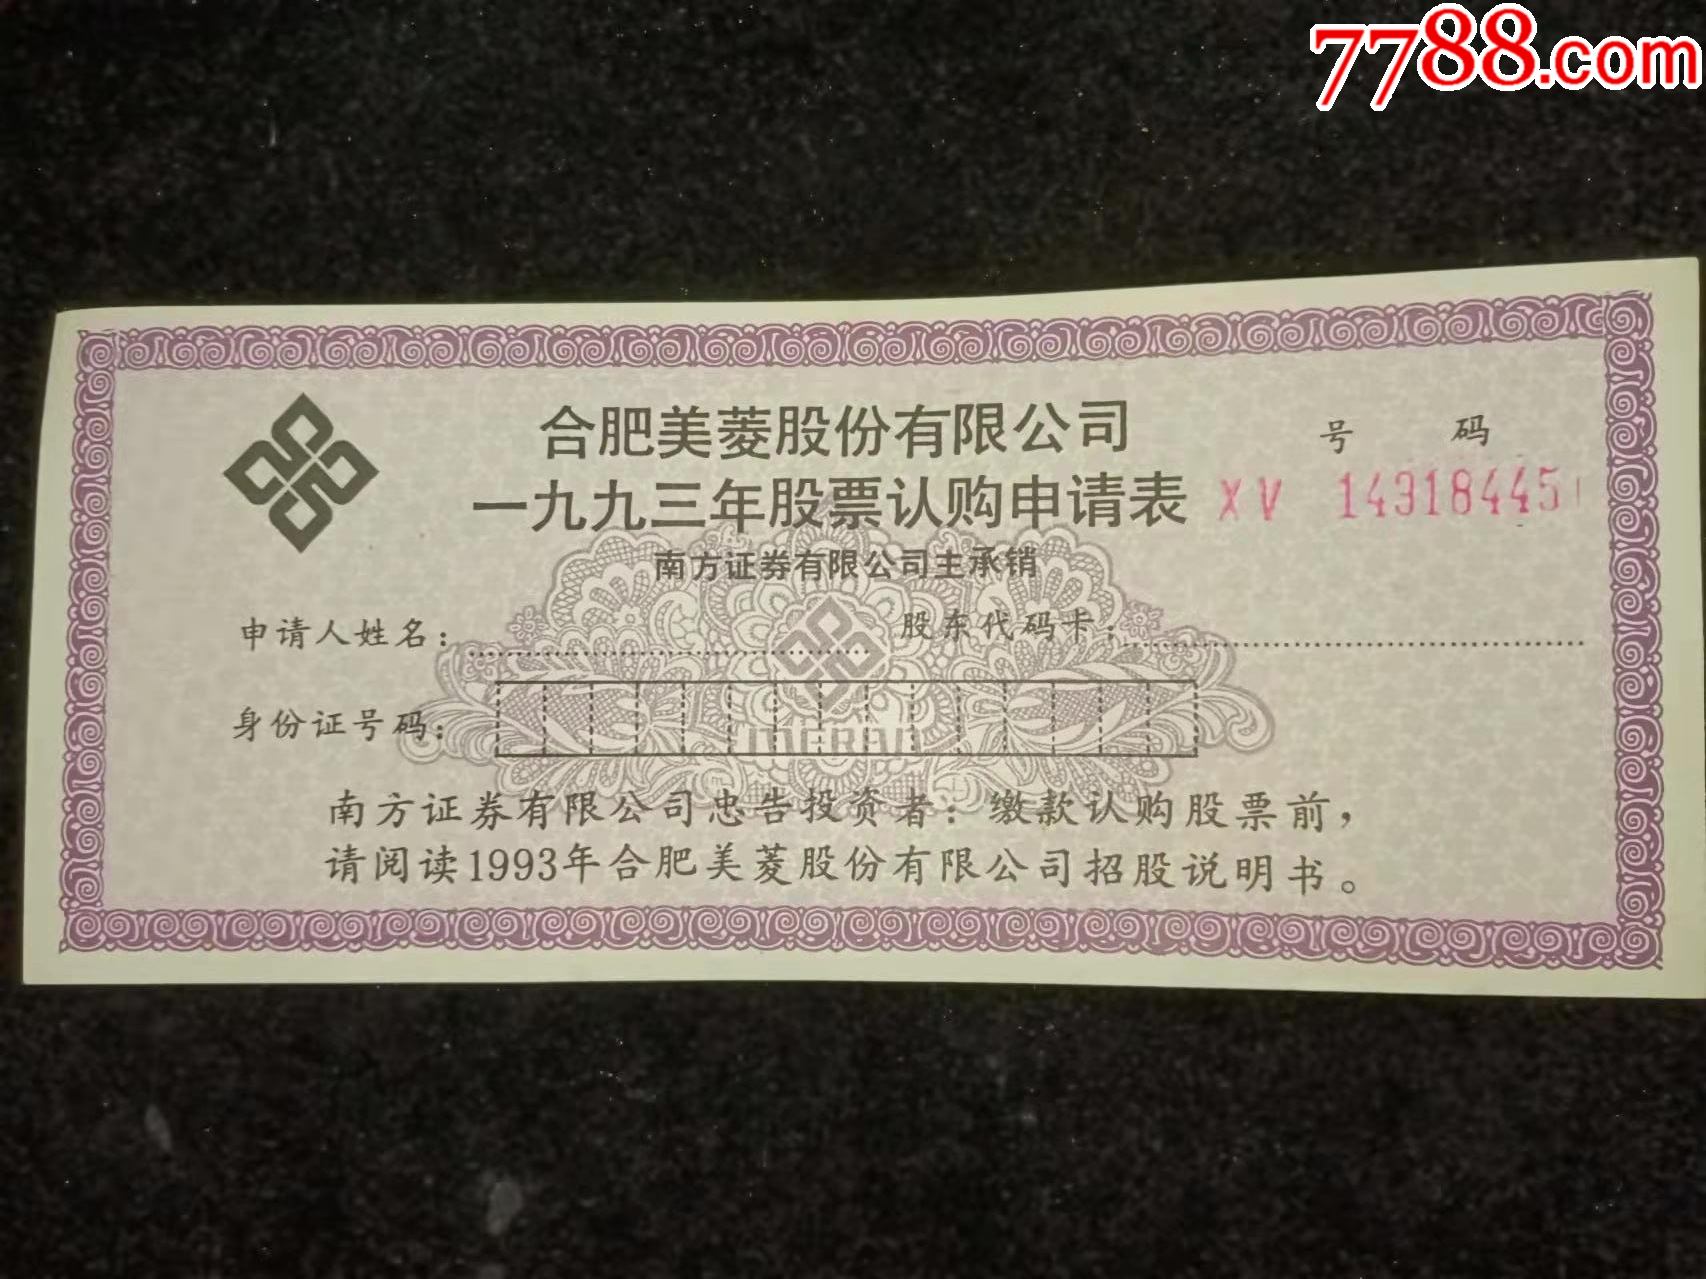 7788.com
合肥美菱股份有限公司
号 码
一九九三年股票认购申请表
XV 14318445
南方证券有限公司主承销
申请人姓名：
股东代码卡：
身份证号码：
南方证券有限公司忠告投资者：缴款认购股票前，
请阅读1993年合肥美菱股份有限公司招股说明书。